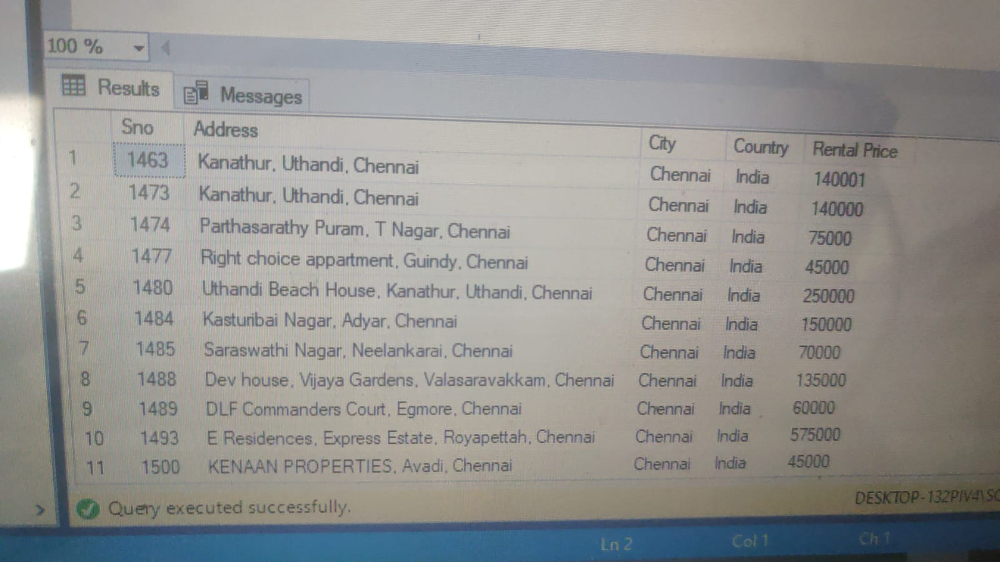 100 %
Results Messages
Sno Address City Country Rental Price
1 1463 Kanathur, Uthandi, Chennai Chennai India 140001
2 1473 Kanathur, Uthandi, Chennai Chennai India 140000
3 1474 Parthasarathy Puram, T Nagar, Chennai Chennai India 75000
4 1477 Right choice appartment, Guindy, Chennai Chennai India 45000
5 1480 Uthandi Beach House, Kanathur, Uthandi, Chennai Chennai India 250000
6 1484 Kasturibai Nagar, Adyar, Chennai Chennai India 150000
7 1485 Saraswathi Nagar, Neelankarai, Chennai Chennai India 70000
8 1488 Dev house, Vijaya Gardens, Valasaravakkam, Chennai Chennai India 135000
9 1489 DLF Commanders Court, Egmore, Chennai Chennai India 60000
10 1493 E Residences, Express Estate, Royapettah, Chennai Chennai India 575000
11 1500 KENAAN PROPERTIES, Avadi, Chennai Chennai India 45000
Query executed successfully. DESKTOP-132PIV4\SQ
Ln 2 Col 1 Ch 1